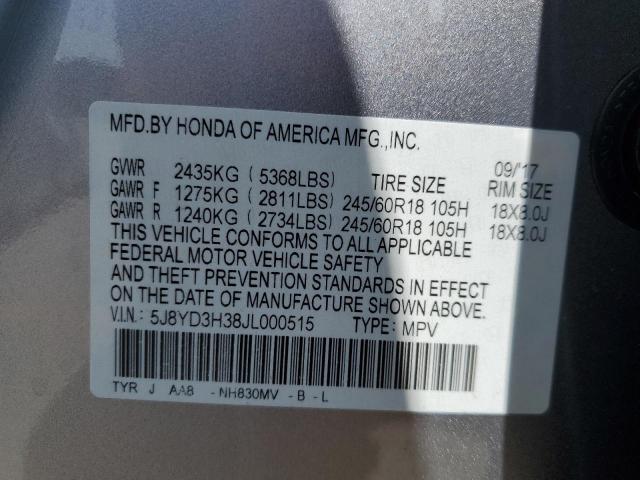 MFD.BY HONDA OF AMERICA MFG.,INC.
09/'17
GVWR 2435KG (5368LBS) TIRE SIZE RIM SIZE
GAWR F 1275KG (2811LBS) 245/60R18 105H 18X8.0J
GAWR R 1240KG (2734LBS) 245/60R18 105H 18X8.0J
THIS VEHICLE CONFORMS TO ALL APPLICABLE
FEDERAL MOTOR VEHICLE SAFETY
AND THEFT PREVENTION STANDARDS IN EFFECT
ON THE DATE OF MANUFACTURE SHOWN ABOVE.
V.I.N.: 5J8YD3H38JL000515 TYPE: MPV
TYR J AA8 -NH830MV -B -L